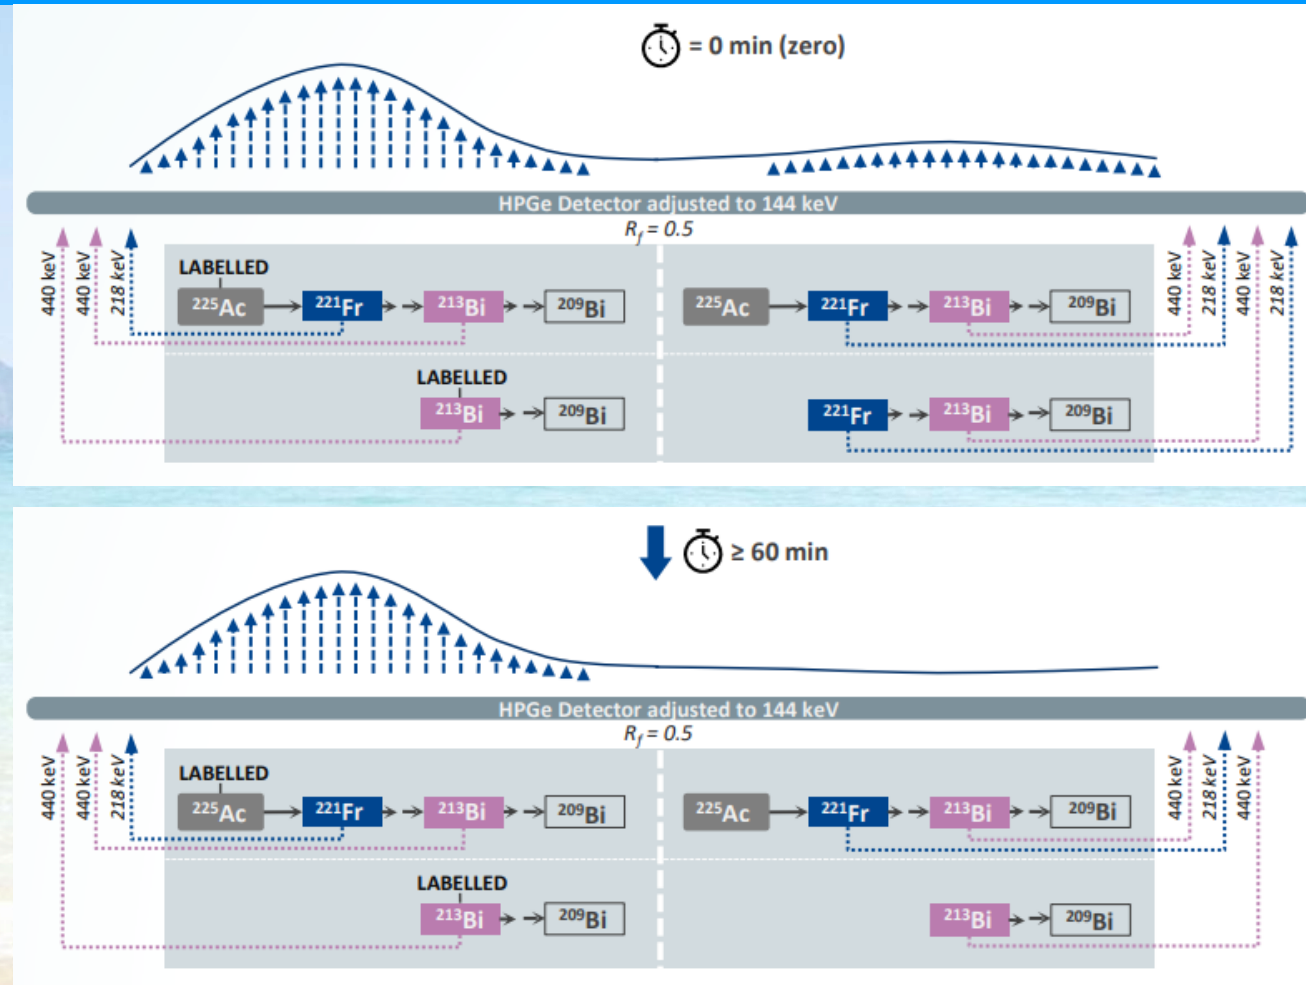 = 0 min (zero)
HPGe Detector adjusted to 144 keV
R_f = 0.5
440 keV
440 keV
218 keV
LABELLED
²²⁵Ac ²²¹Fr ²¹³Bi ²⁰⁹Bi
LABELLED
²¹³Bi ²⁰⁹Bi
²²⁵Ac ²²¹Fr ²¹³Bi ²⁰⁹Bi
²²¹Fr ²¹³Bi ²⁰⁹Bi
440 keV
218 keV
440 keV
218 keV
≥ 60 min
HPGe Detector adjusted to 144 keV
R_f = 0.5
440 keV
440 keV
218 keV
LABELLED
²²⁵Ac ²²¹Fr ²¹³Bi ²⁰⁹Bi
LABELLED
²¹³Bi ²⁰⁹Bi
²²⁵Ac ²²¹Fr ²¹³Bi ²⁰⁹Bi
²¹³Bi ²⁰⁹Bi
440 keV
218 keV
440 keV